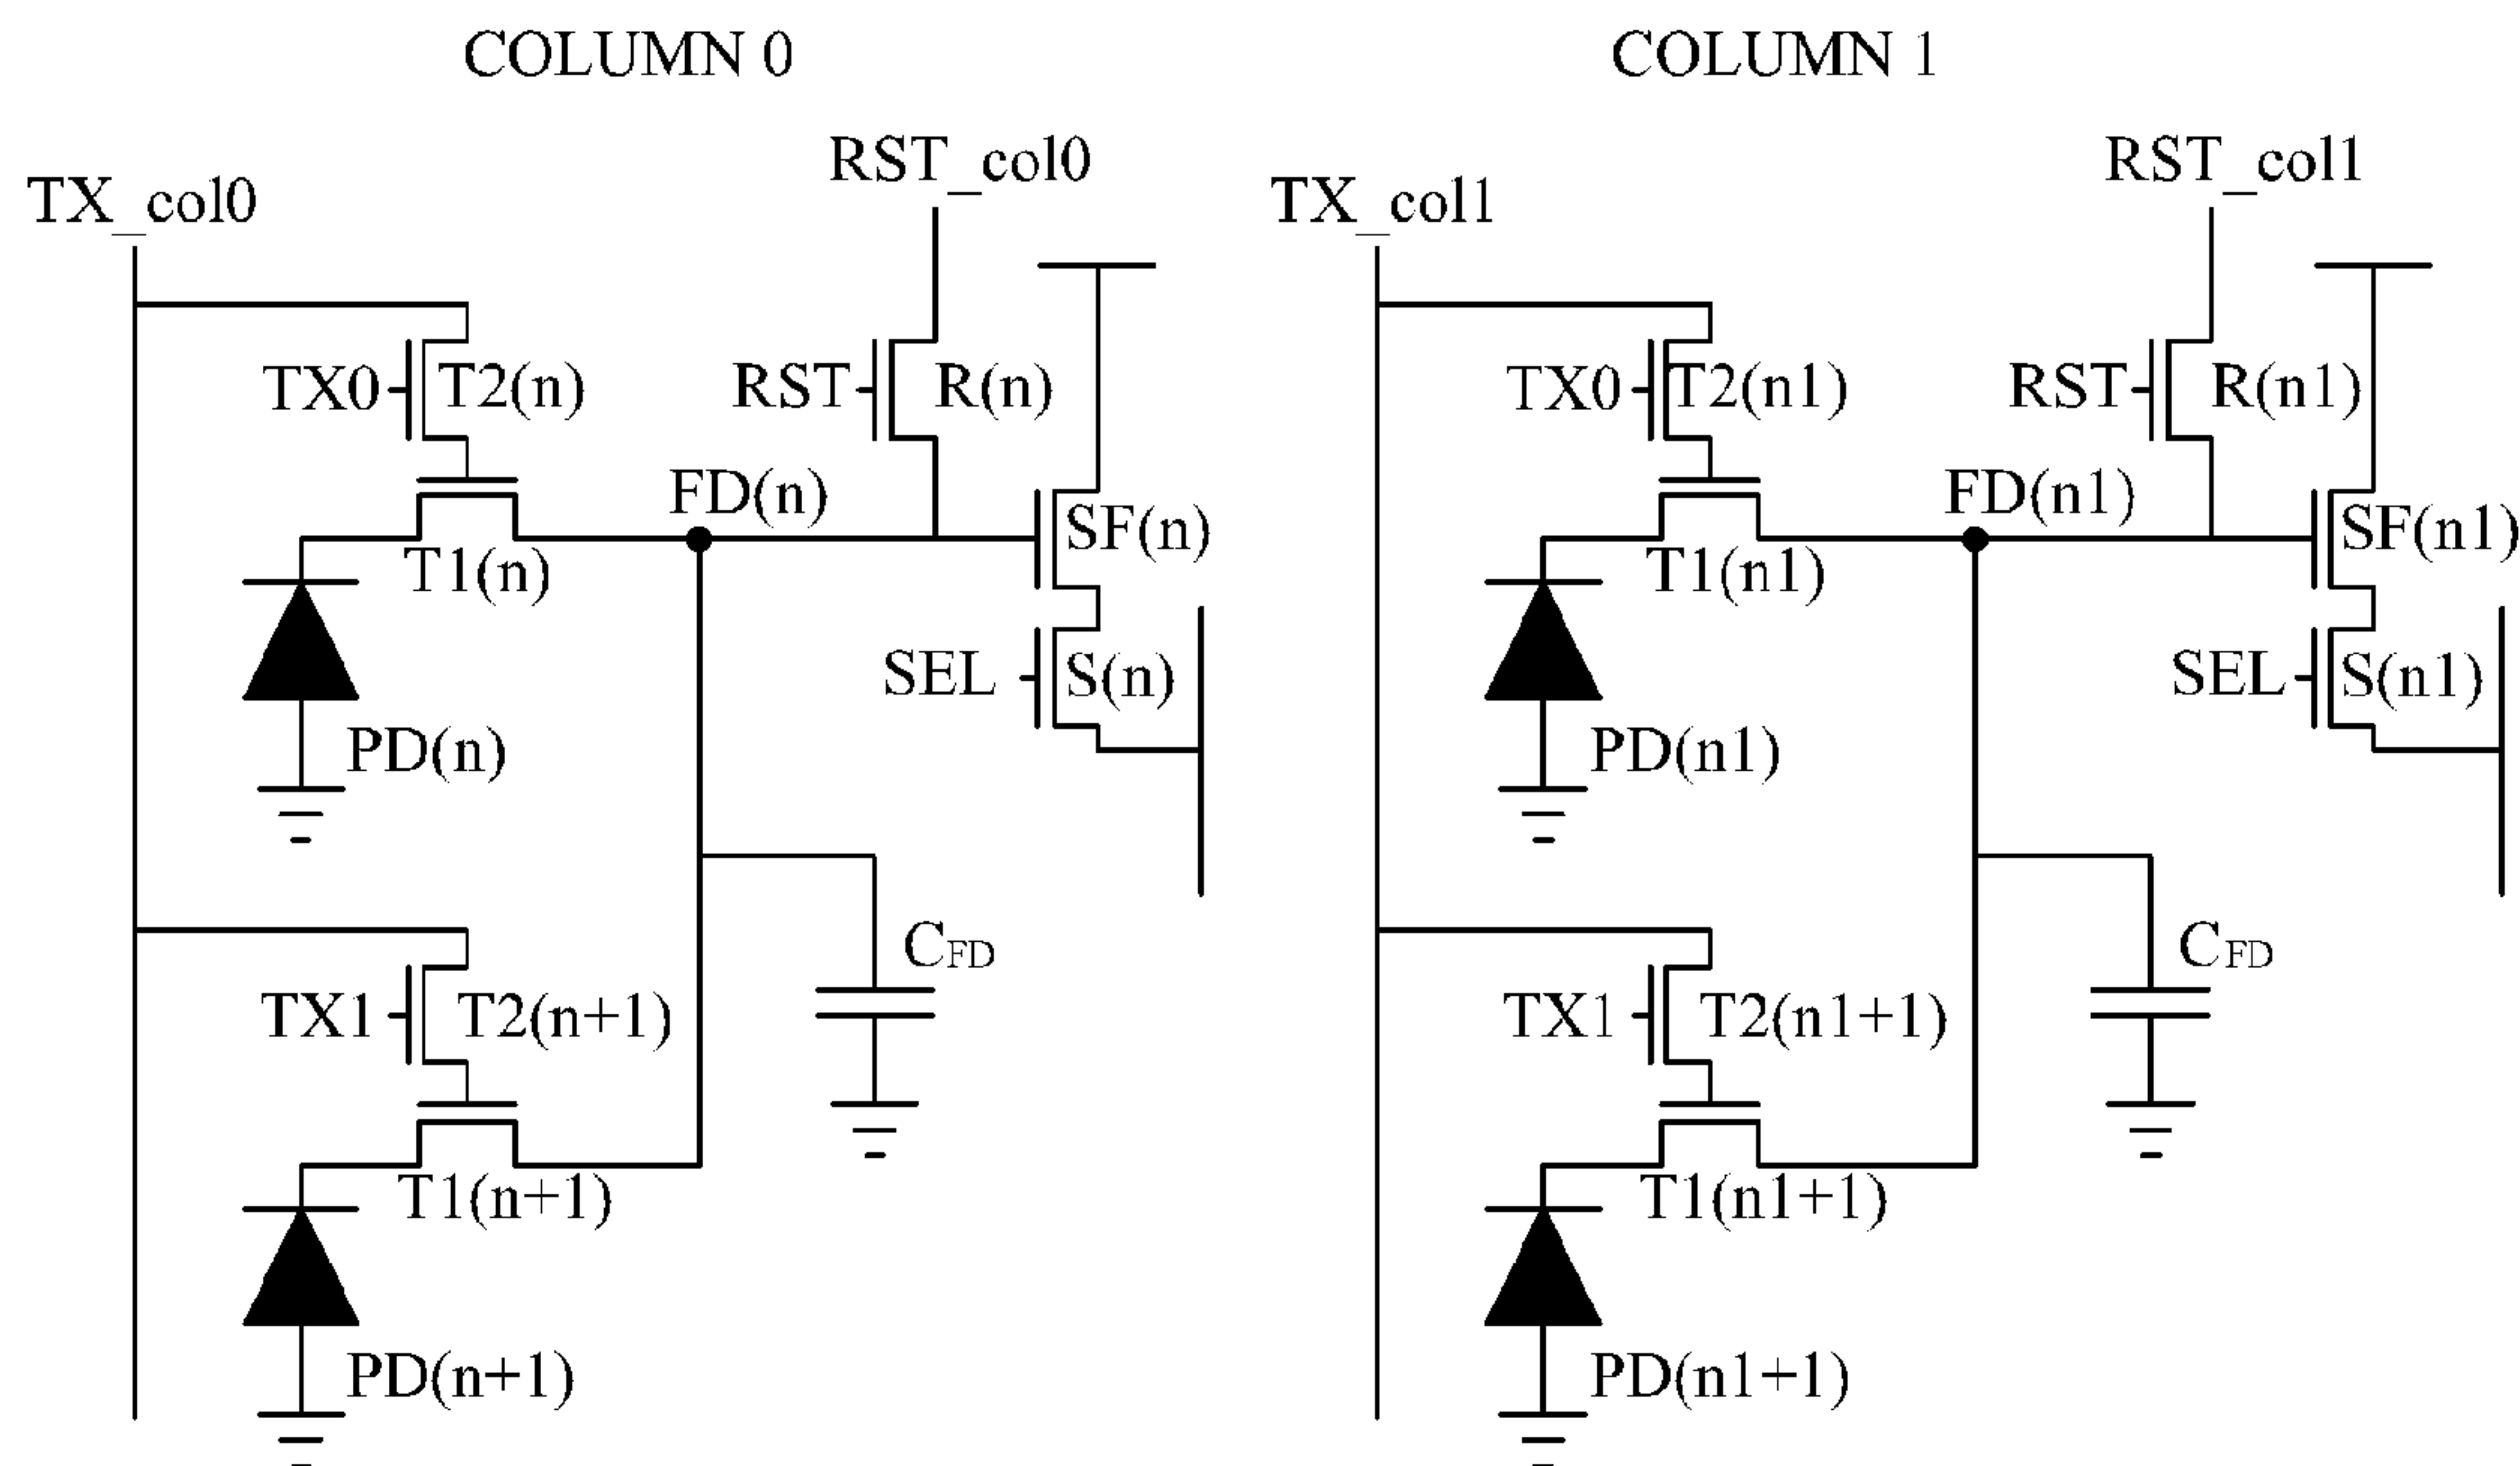 COLUMN 0
COLUMN 1
RST_col0
RST_col1
TX_col0
TX_col1
TX0
T2(n)
RST
R(n)
TX0
T2(n1)
RST
R(n1)
FD(n)
SF(n)
FD(n1)
SF(n1)
T1(n)
T1(n1)
SEL
S(n)
SEL
S(n1)
PD(n)
PD(n1)
CFD
CFD
TX1
T2(n+1)
TX1
T2(n1+1)
T1(n+1)
T1(n1+1)
PD(n+1)
PD(n1+1)